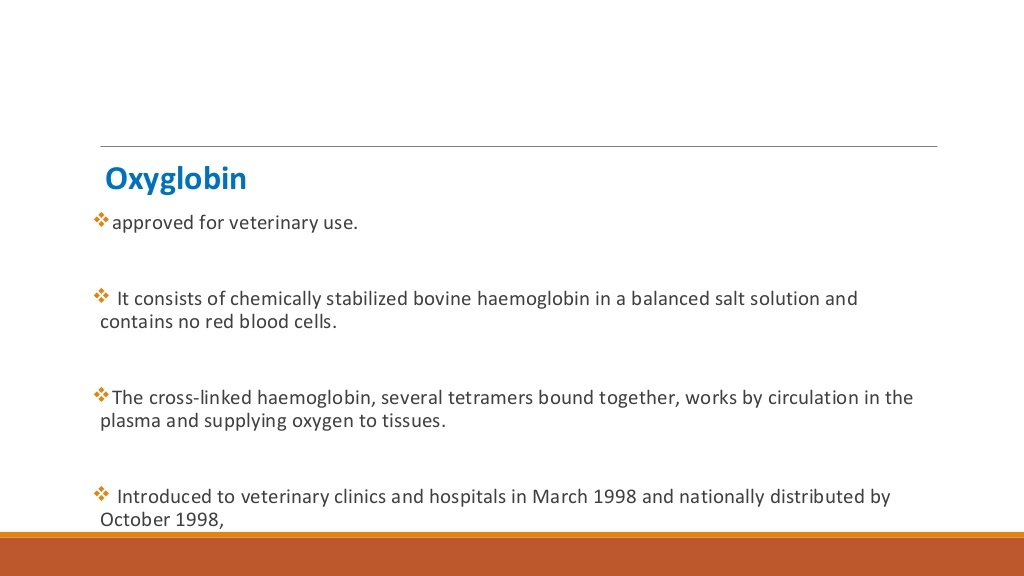 Oxyglobin
❖approved for veterinary use.
❖ It consists of chemically stabilized bovine haemoglobin in a balanced salt solution and
contains no red blood cells.
❖The cross-linked haemoglobin, several tetramers bound together, works by circulation in the
plasma and supplying oxygen to tissues.
❖ Introduced to veterinary clinics and hospitals in March 1998 and nationally distributed by
October 1998,